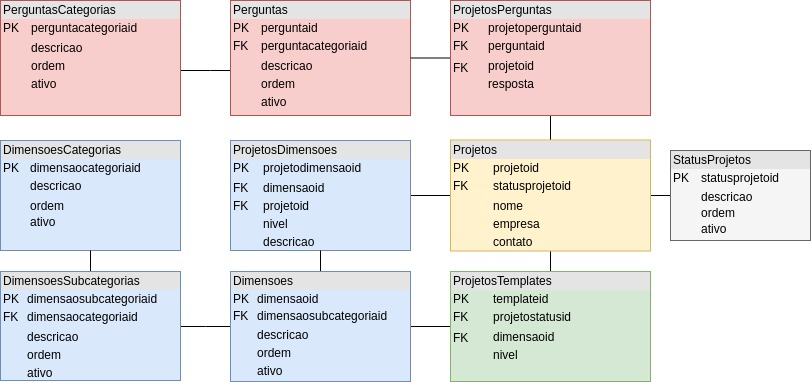 PerguntasCategorias
PK perguntacategoriaid
descricao
ordem
ativo
Perguntas
PK perguntaid
FK perguntacategoriaid
descricao
ordem
ativo
ProjetosPerguntas
PK projetoperguntaid
FK perguntaid
FK projetoid
resposta
DimensoesCategorias
PK dimensaocategoriaid
descricao
ordem
ativo
ProjetosDimensoes
PK projetodimensaoid
FK dimensaoid
FK projetoid
nivel
descricao
Projetos
PK projetoid
FK statusprojetoid
nome
empresa
contato
StatusProjetos
PK statusprojetoid
descricao
ordem
ativo
DimensoesSubcategorias
PK dimensaosubcategoriaid
FK dimensaocategoriaid
descricao
ordem
ativo
Dimensoes
PK dimensaoid
FK dimensaosubcategoriaid
descricao
ordem
ativo
ProjetosTemplates
PK templateid
FK projetostatusid
FK dimensaoid
nivel